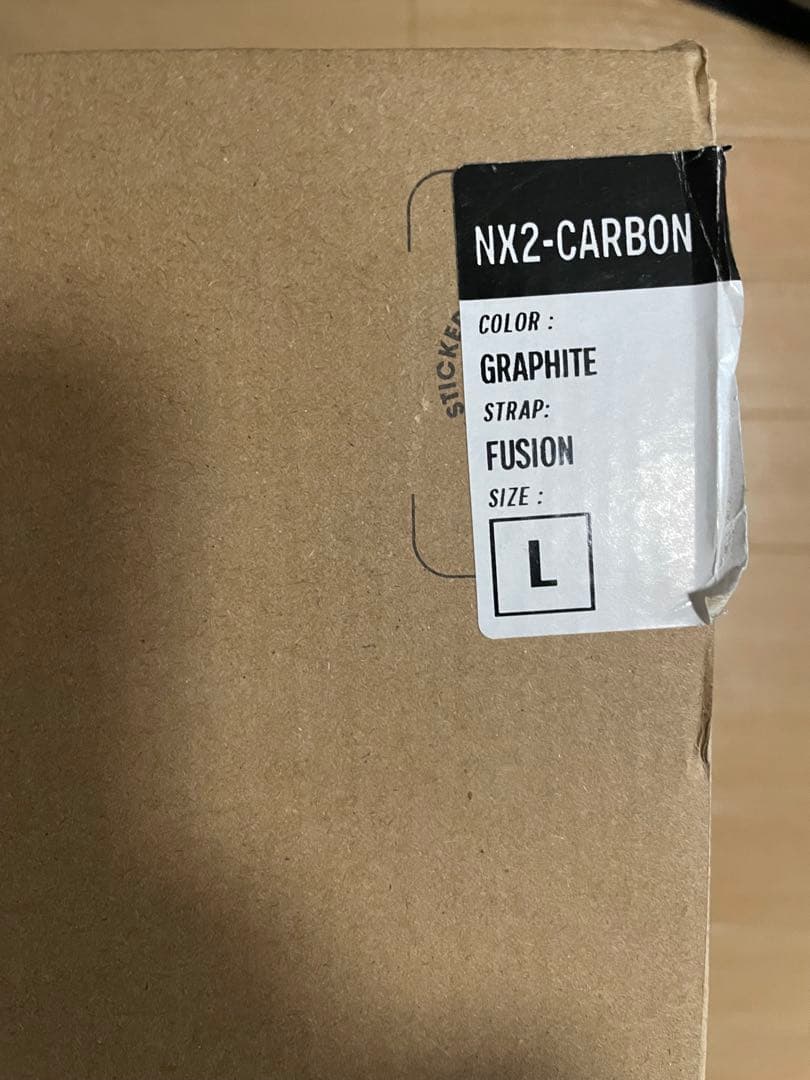 NX2-CARBON
COLOR :
GRAPHITE
STRAP:
FUSION
SIZE :
L